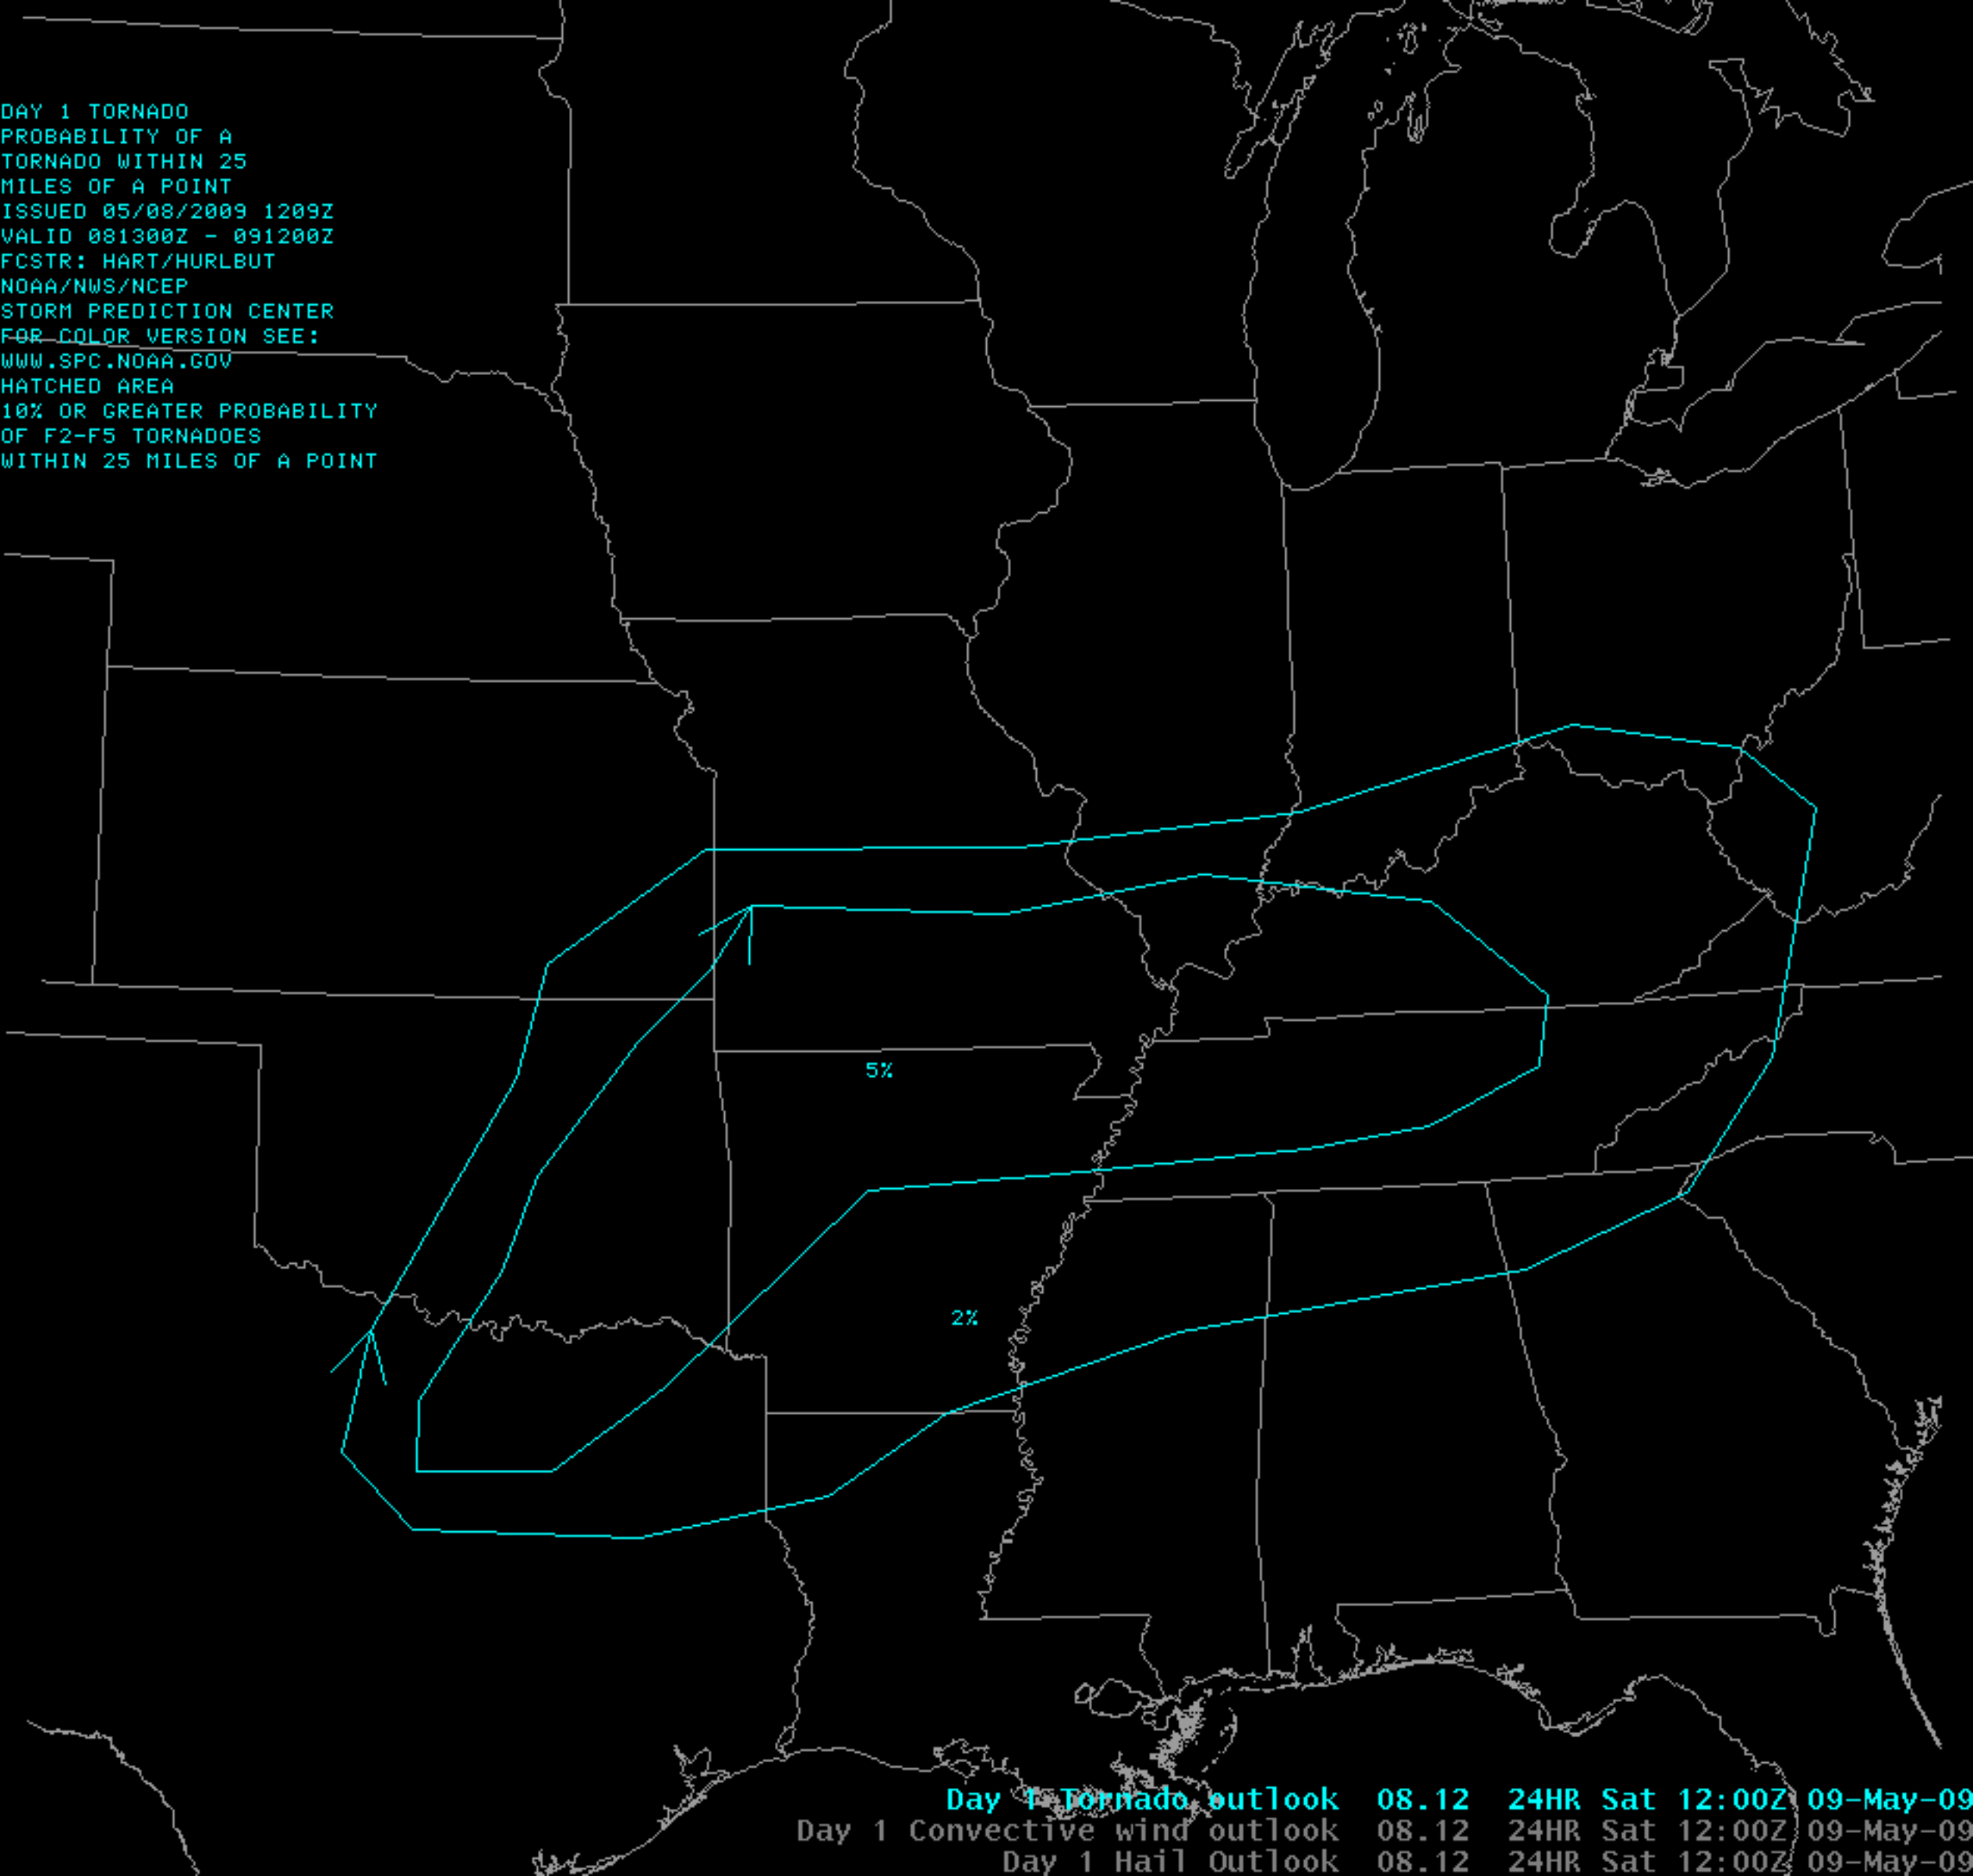 DAY 1 TORNADO
PROBABILITY OF A
TORNADO WITHIN 25
MILES OF A POINT
ISSUED 05/08/2009 1209Z
VALID 081300Z - 091200Z
FCSTR: HART/HURLBUT
NOAA/NWS/NCEP
STORM PREDICTION CENTER
FOR COLOR VERSION SEE:
WWW.SPC.NOAA.GOV
HATCHED AREA
10% OR GREATER PROBABILITY
OF F2-F5 TORNADOES
WITHIN 25 MILES OF A POINT
5%
2%
Day 1 Tornado outlook 08.12 24HR Sat 12:00Z 09-May-09
Day 1 Convective wind outlook 08.12 24HR Sat 12:00Z 09-May-09
Day 1 Hail Outlook 08.12 24HR Sat 12:00Z 09-May-09